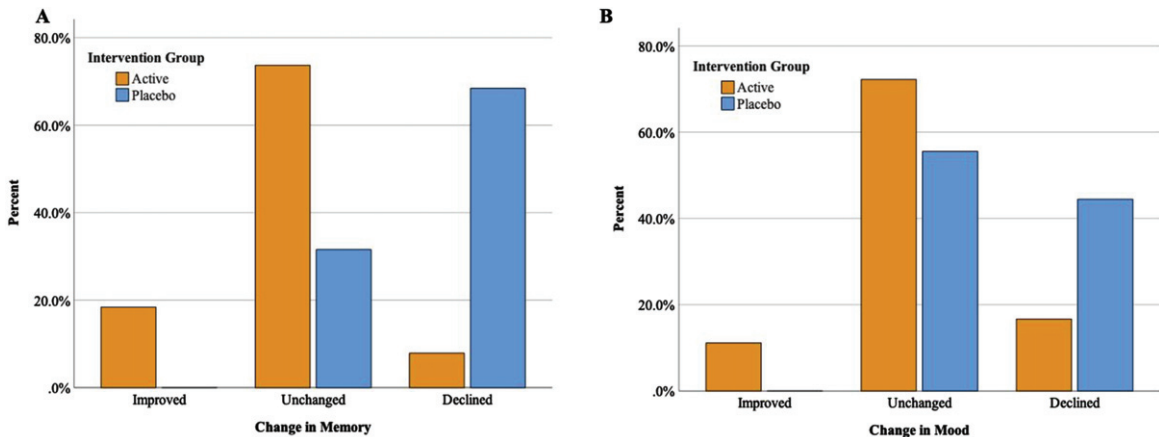 A
80.0%
Intervention Group
Active
Placebo
60.0%
Percent
40.0%
20.0%
.0%
Improved Unchanged Declined
Change in Memory
B
80.0%
Intervention Group
Active
Placebo
60.0%
Percent
40.0%
20.0%
.0%
Improved Unchanged Declined
Change in Mood